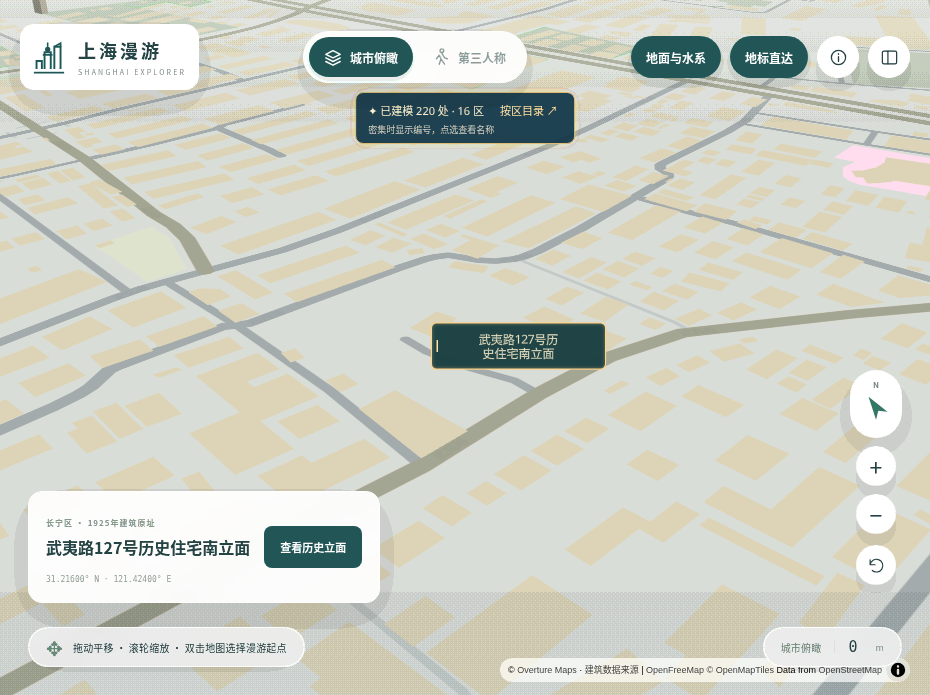 上海漫游
SHANGHAI EXPLORER
城市俯瞰
第三人称
地面与水系
地标直达
✦ 已建模 220 处 · 16 区 按区目录 ↗
密集时显示编号，点选查看名称
武夷路127号历
史住宅南立面
N
+
−
长宁区 · 1925年建筑原址
武夷路127号历史住宅南立面
查看历史立面
31.21600° N · 121.42400° E
拖动平移 · 滚轮缩放 · 双击地图选择漫游起点
城市俯瞰 0 m
© Overture Maps · 建筑数据来源 | OpenFreeMap © OpenMapTiles Data from OpenStreetMap